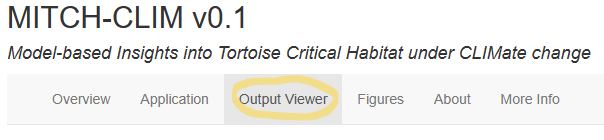 MITCH-CLIM v0.1
Model-based Insights into Tortoise Critical Habitat under CLIMate change
Overview Application Output Viewer Figures About More Info